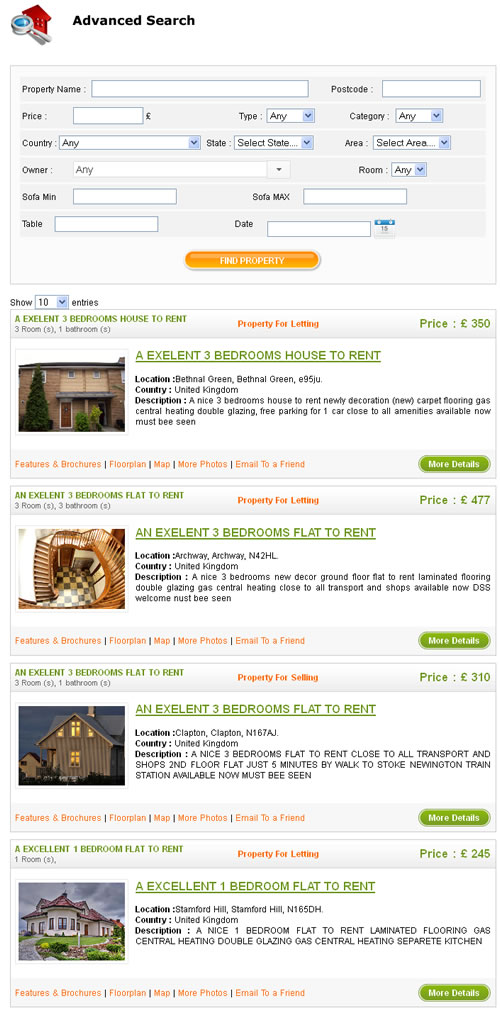 Advanced Search
Property Name : Postcode :
Price : £ Type : Any Category : Any
Country : Any State : Select State.... Area : Select Area....
Owner : Any Room : Any
Sofa Min Sofa MAX
Table Date 15
FIND PROPERTY
Show 10 entries
A EXELENT 3 BEDROOMS HOUSE TO RENT Property For Letting Price : £ 350
3 Room (s), 1 bathroom (s)
A EXELENT 3 BEDROOMS HOUSE TO RENT
Location :Bethnal Green, Bethnal Green, e95ju.
Country : United Kingdom
Description : A nice 3 bedrooms house to rent newly decoration (new) carpet flooring gas
central heating double glazing, free parking for 1 car close to all amenities available now
must bee seen
Features & Brochures | Floorplan | Map | More Photos | Email To a Friend More Details
AN EXELENT 3 BEDROOMS FLAT TO RENT Property For Letting Price : £ 477
3 Room (s), 3 bathroom (s)
AN EXELENT 3 BEDROOMS FLAT TO RENT
Location :Archway, Archway, N42HL.
Country : United Kingdom
Description : A nice 3 bedrooms new decor ground floor flat to rent laminated flooring
double glazing gas central heating close to all transport and shops available now DSS
welcome nust bee seen
Features & Brochures | Floorplan | Map | More Photos | Email To a Friend More Details
AN EXELENT 3 BEDROOMS FLAT TO RENT Property For Selling Price : £ 310
3 Room (s), 1 bathroom (s)
AN EXELENT 3 BEDROOMS FLAT TO RENT
Location :Clapton, Clapton, N167AJ.
Country : United Kingdom
Description : A NICE 3 BEDROOMS FLAT TO RENT CLOSE TO ALL TRANSPORT AND
SHOPS 2ND FLOOR FLAT JUST 5 MINUTES BY WALK TO STOKE NEWINGTON TRAIN
STATION AVAILABLE NOW MUST BEE SEEN
Features & Brochures | Floorplan | Map | More Photos | Email To a Friend More Details
A EXCELLENT 1 BEDROOM FLAT TO RENT Property For Letting Price : £ 245
1 Room (s),
A EXCELLENT 1 BEDROOM FLAT TO RENT
Location :Stamford Hill, Stamford Hill, N165DH.
Country : United Kingdom
Description : A NICE 1 BEDROOM FLAT TO RENT LAMINATED FLOORING GAS
CENTRAL HEATING DOUBLE GLAZING GAS CENTRAL HEATING SEPARETE KITCHEN
Features & Brochures | Floorplan | Map | More Photos | Email To a Friend More Details